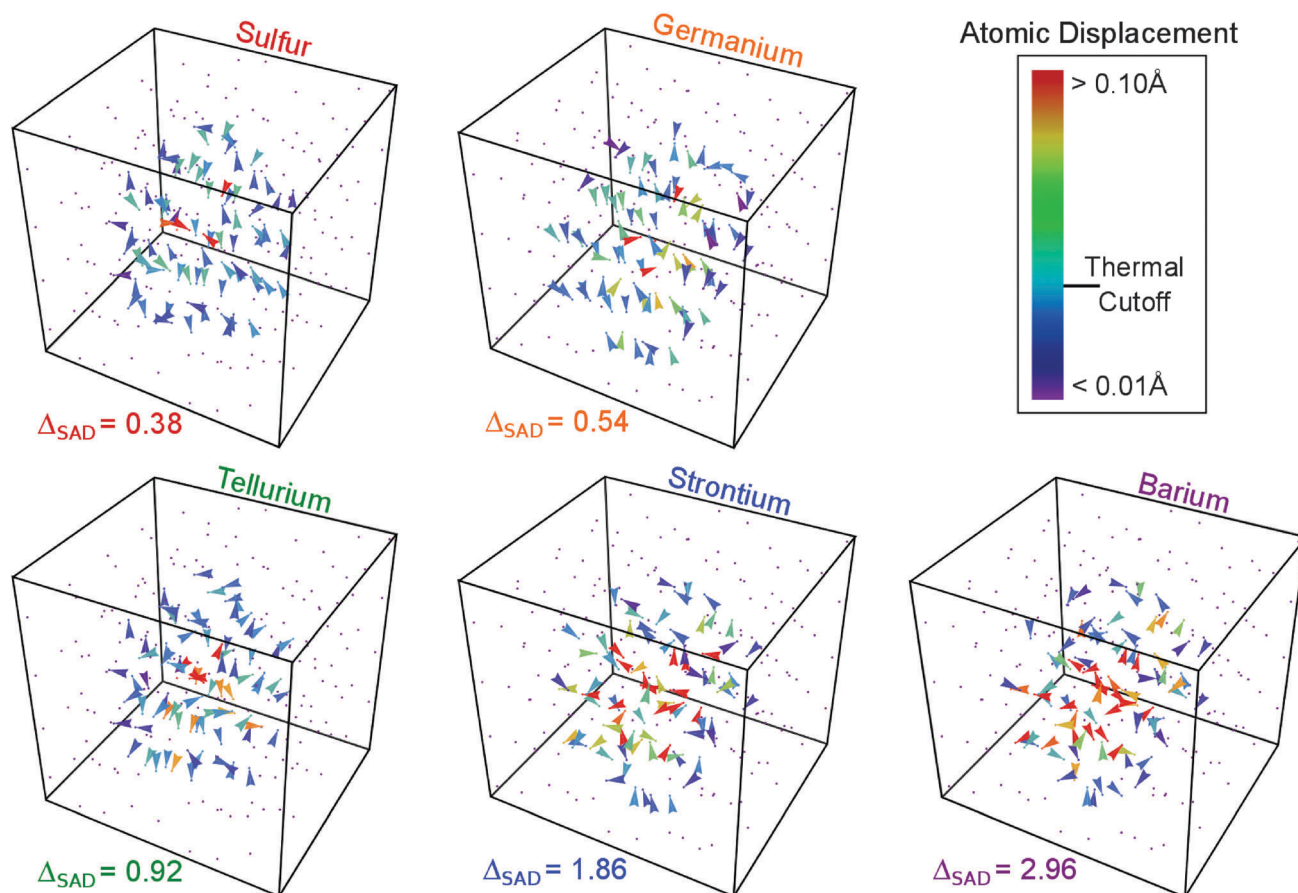 Sulfur
Germanium
Atomic Displacement
> 0.10Å
Thermal
Cutoff
< 0.01Å
ΔSAD = 0.38
ΔSAD = 0.54
Tellurium
Strontium
Barium
ΔSAD = 0.92
ΔSAD = 1.86
ΔSAD = 2.96